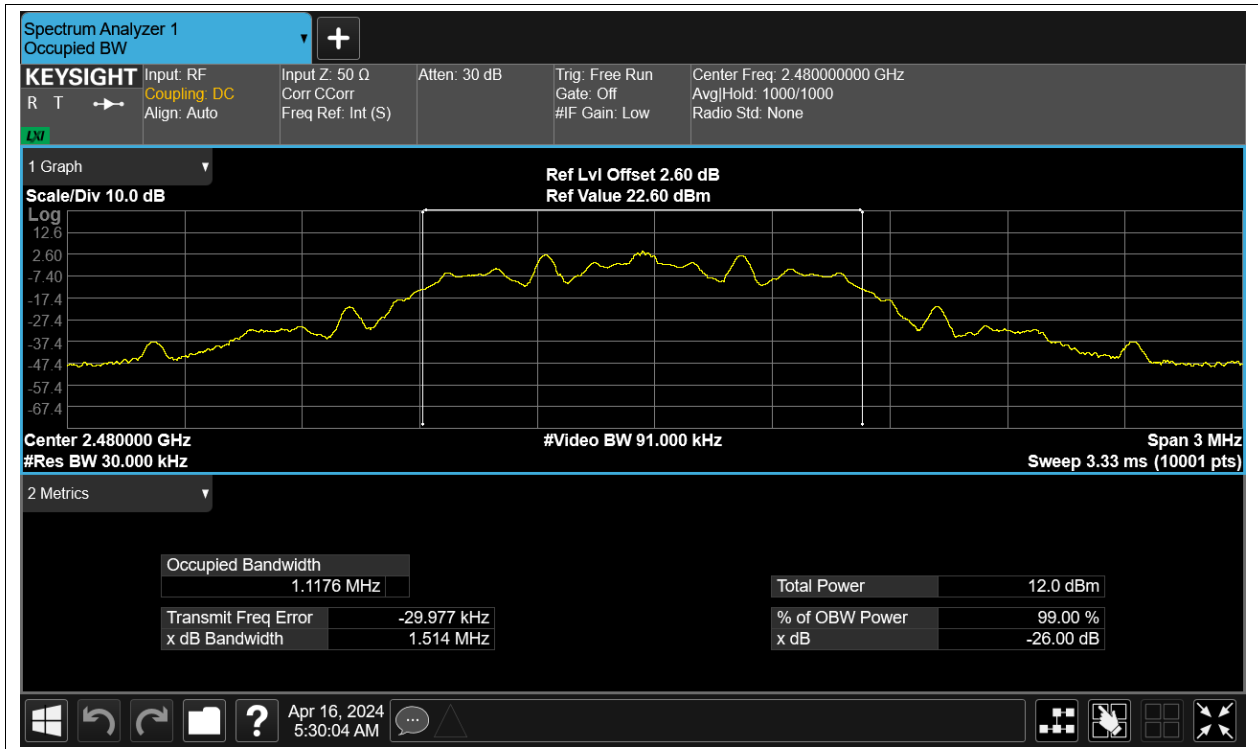 Spectrum Analyzer 1
Occupied BW
+
KEYSIGHT
R T
LXI
Input: RF
Coupling: DC
Align: Auto
Input Z: 50 Ω
Corr CCorr
Freq Ref: Int (S)
Atten: 30 dB
Trig: Free Run
Gate: Off
#IF Gain: Low
Center Freq: 2.480000000 GHz
Avg|Hold: 1000/1000
Radio Std: None
1 Graph
Scale/Div 10.0 dB
Ref Lvl Offset 2.60 dB
Ref Value 22.60 dBm
Log
12.6
2.60
-7.40
-17.4
-27.4
-37.4
-47.4
-57.4
-67.4
Center 2.480000 GHz
#Res BW 30.000 kHz
#Video BW 91.000 kHz
Span 3 MHz
Sweep 3.33 ms (10001 pts)
2 Metrics
Occupied Bandwidth
1.1176 MHz
Transmit Freq Error -29.977 kHz
x dB Bandwidth 1.514 MHz
Total Power 12.0 dBm
% of OBW Power 99.00 %
x dB -26.00 dB
?
Apr 16, 2024
5:30:04 AM